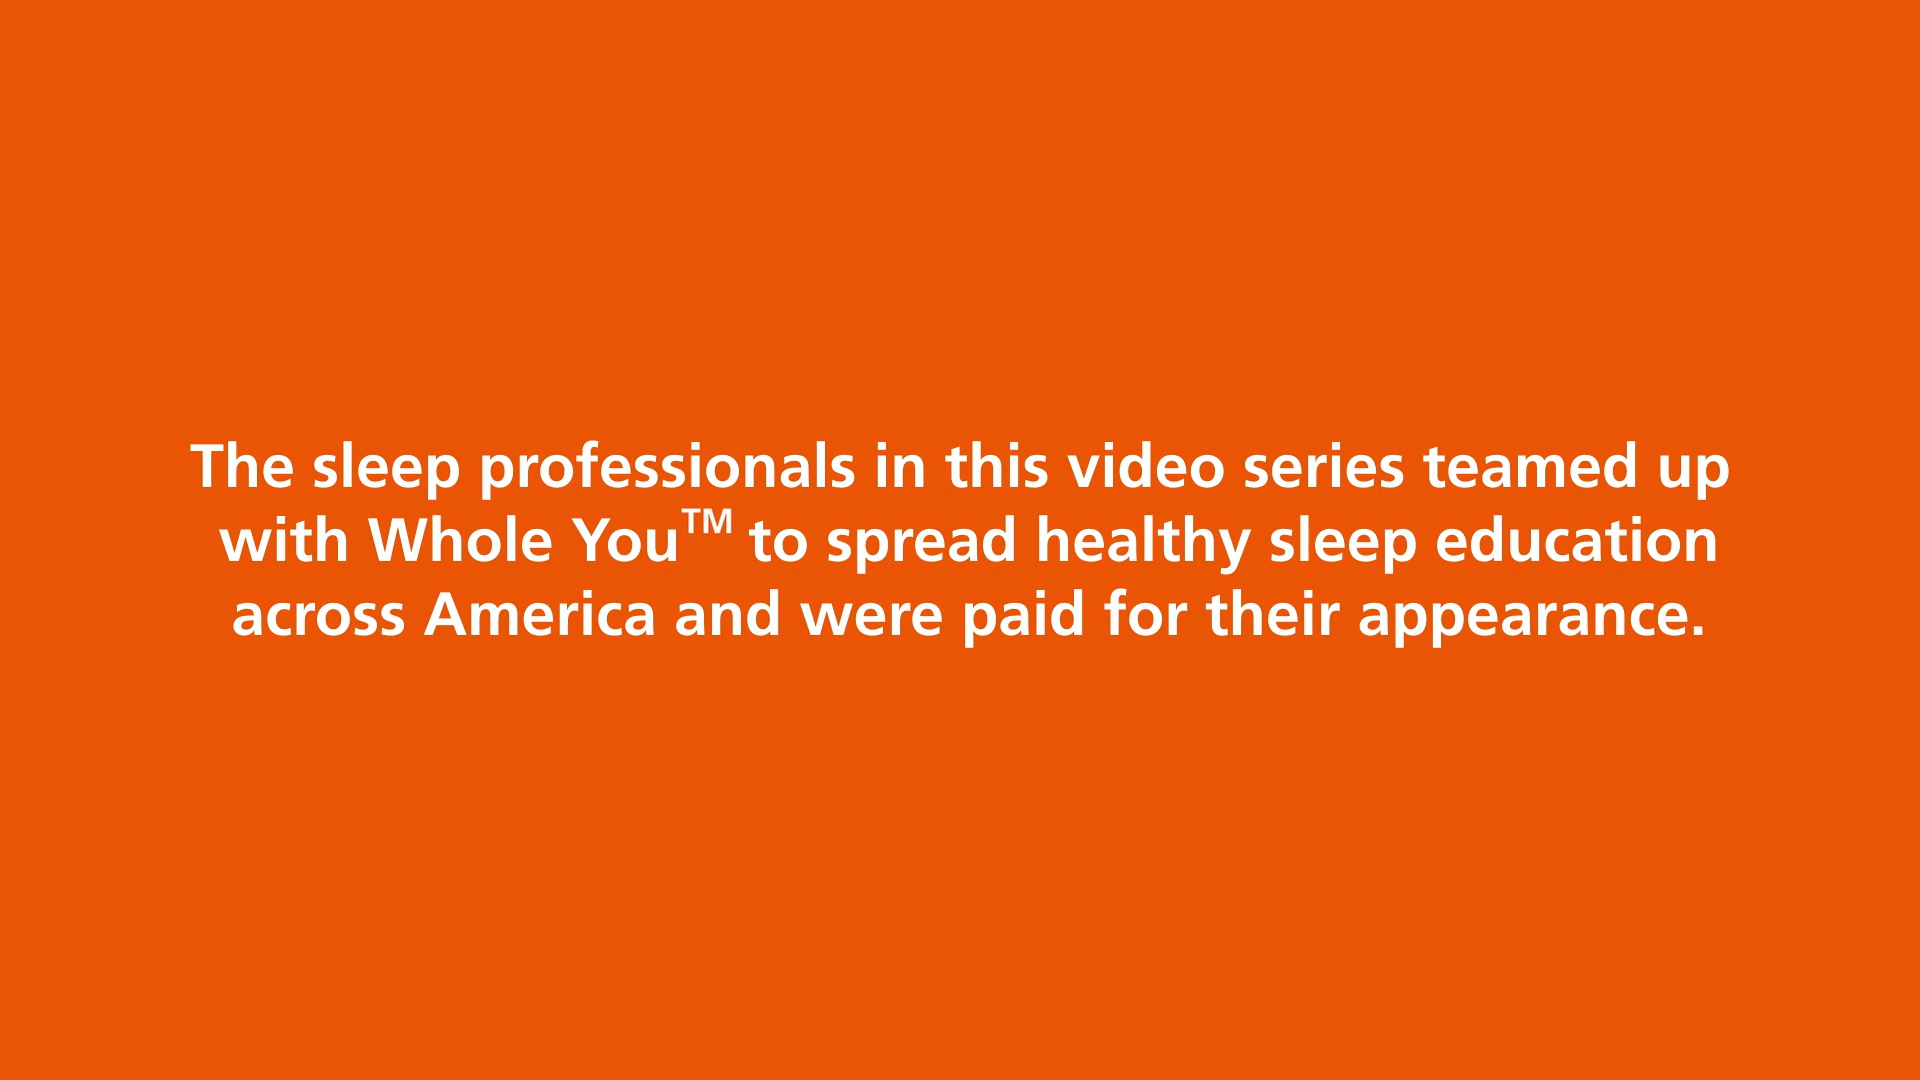 The sleep professionals in this video series teamed up
with Whole You™ to spread healthy sleep education
across America and were paid for their appearance.